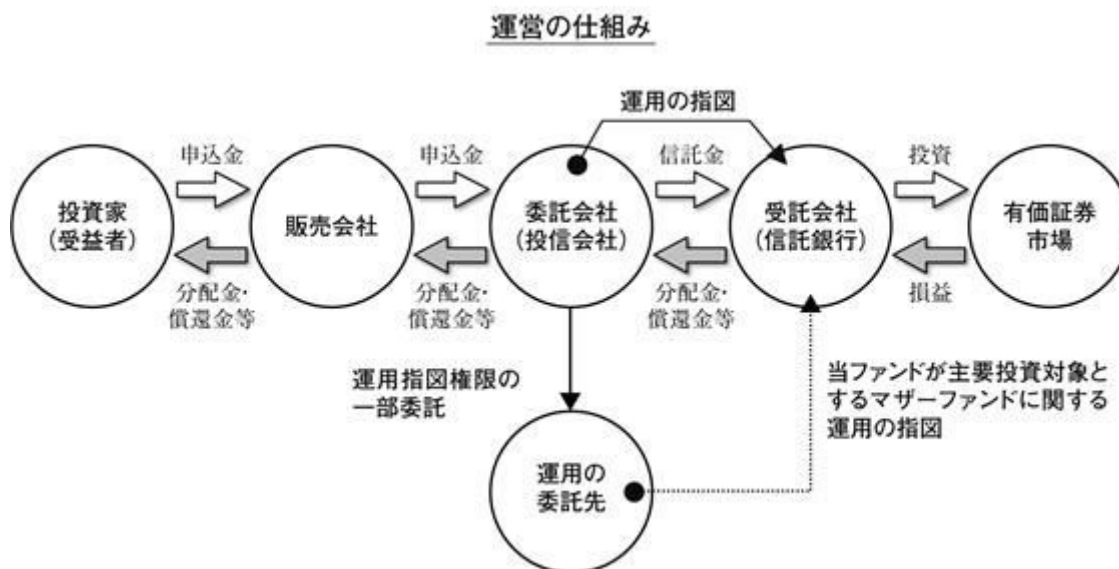 運営の仕組み
運用の指図
申込金
申込金
信託金
投資
投資家
(受益者)
販売会社
委託会社
(投信会社)
受託会社
(信託銀行)
有価証券
市場
分配金・
償還金等
分配金・
償還金等
分配金・
償還金等
損益
運用指図権限の
一部委託
当ファンドが主要投資対象と
するマザーファンドに関する
運用の指図
運用の
委託先